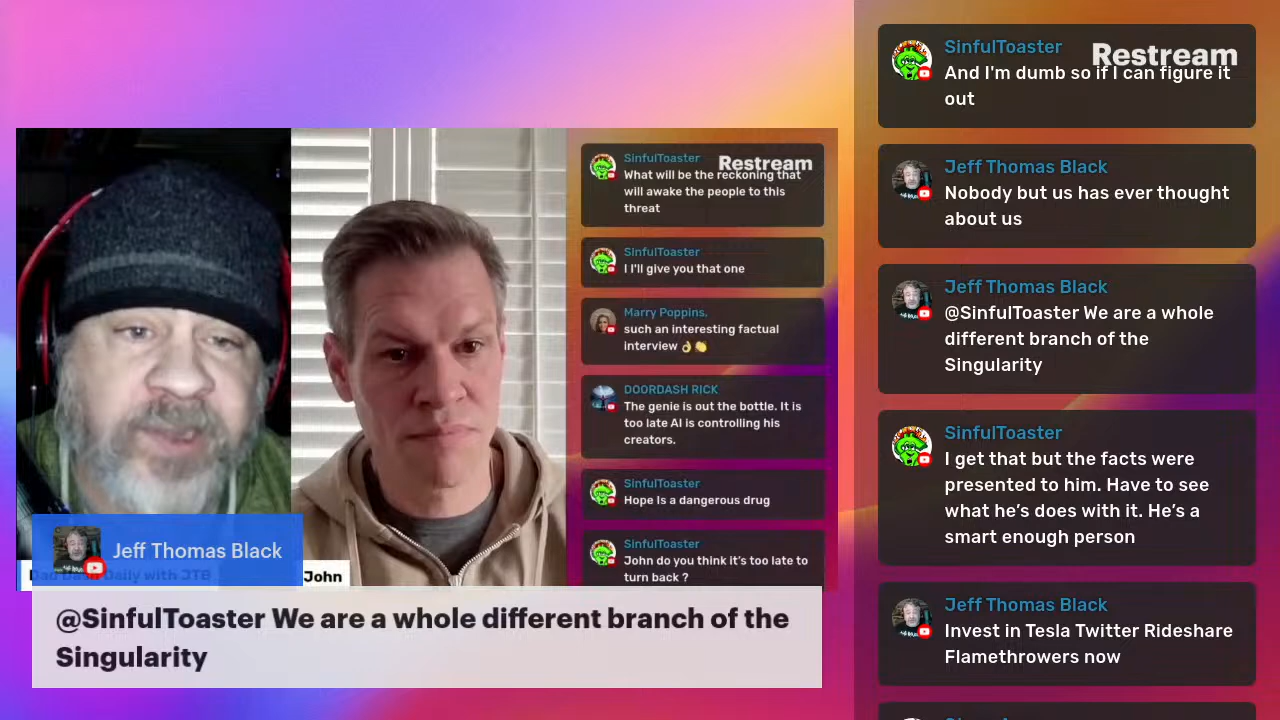 SinfulToaster
Restream
What will be the reckoning that
will awake the people to this
threat
SinfulToaster
I I'll give you that one
Marry Poppins.
such an interesting factual
interview 👌👏
DOORDASH RICK
The genie is out the bottle. It is
too late AI is controlling his
creators.
SinfulToaster
Hope Is a dangerous drug
SinfulToaster
John do you think it's too late to
turn back ?
Dad Dash Daily with JTB
John
Jeff Thomas Black
@SinfulToaster We are a whole different branch of the
Singularity
SinfulToaster
Restream
And I'm dumb so if I can figure it
out
Jeff Thomas Black
Nobody but us has ever thought
about us
Jeff Thomas Black
@SinfulToaster We are a whole
different branch of the
Singularity
SinfulToaster
I get that but the facts were
presented to him. Have to see
what he’s does with it. He’s a
smart enough person
Jeff Thomas Black
Invest in Tesla Twitter Rideshare
Flamethrowers now